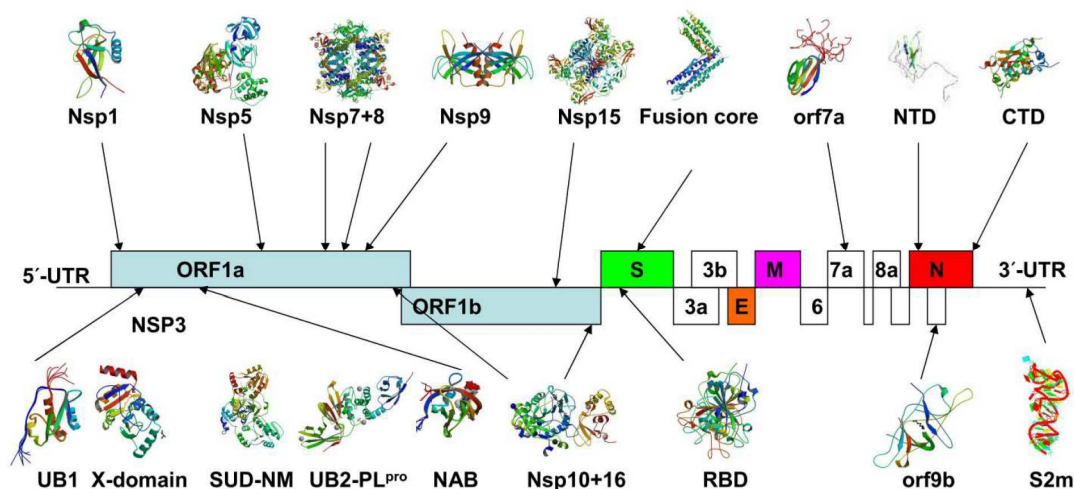 Nsp1 Nsp5 Nsp7+8 Nsp9 Nsp15 Fusion core orf7a NTD CTD
5´-UTR ORF1a S 3b M 7a 8a N 3´-UTR
ORF1b 3a E 6
NSP3
UB1 X-domain SUD-NM UB2-PLpro NAB Nsp10+16 RBD orf9b S2m